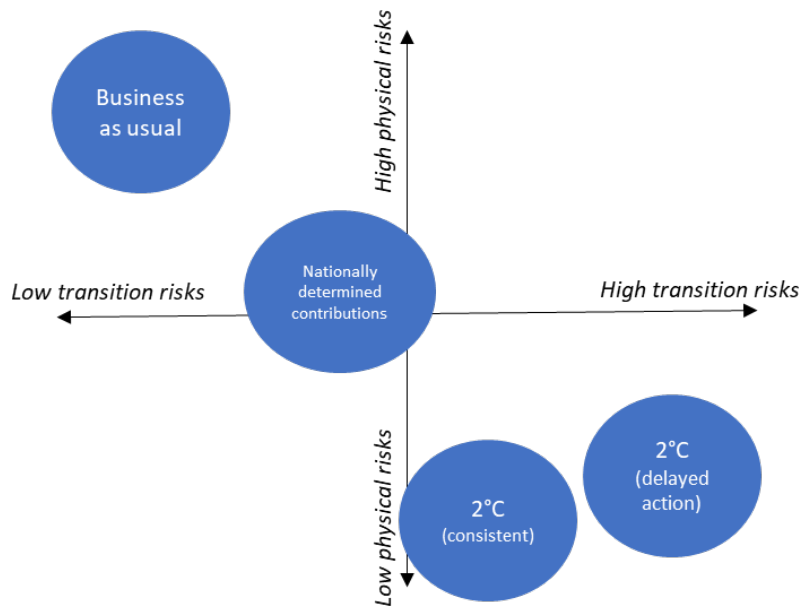 Business
as usual
High physical risks
Nationally
determined
contributions
Low transition risks
High transition risks
2°C
(delayed
action)
2°C
(consistent)
Low physical risks